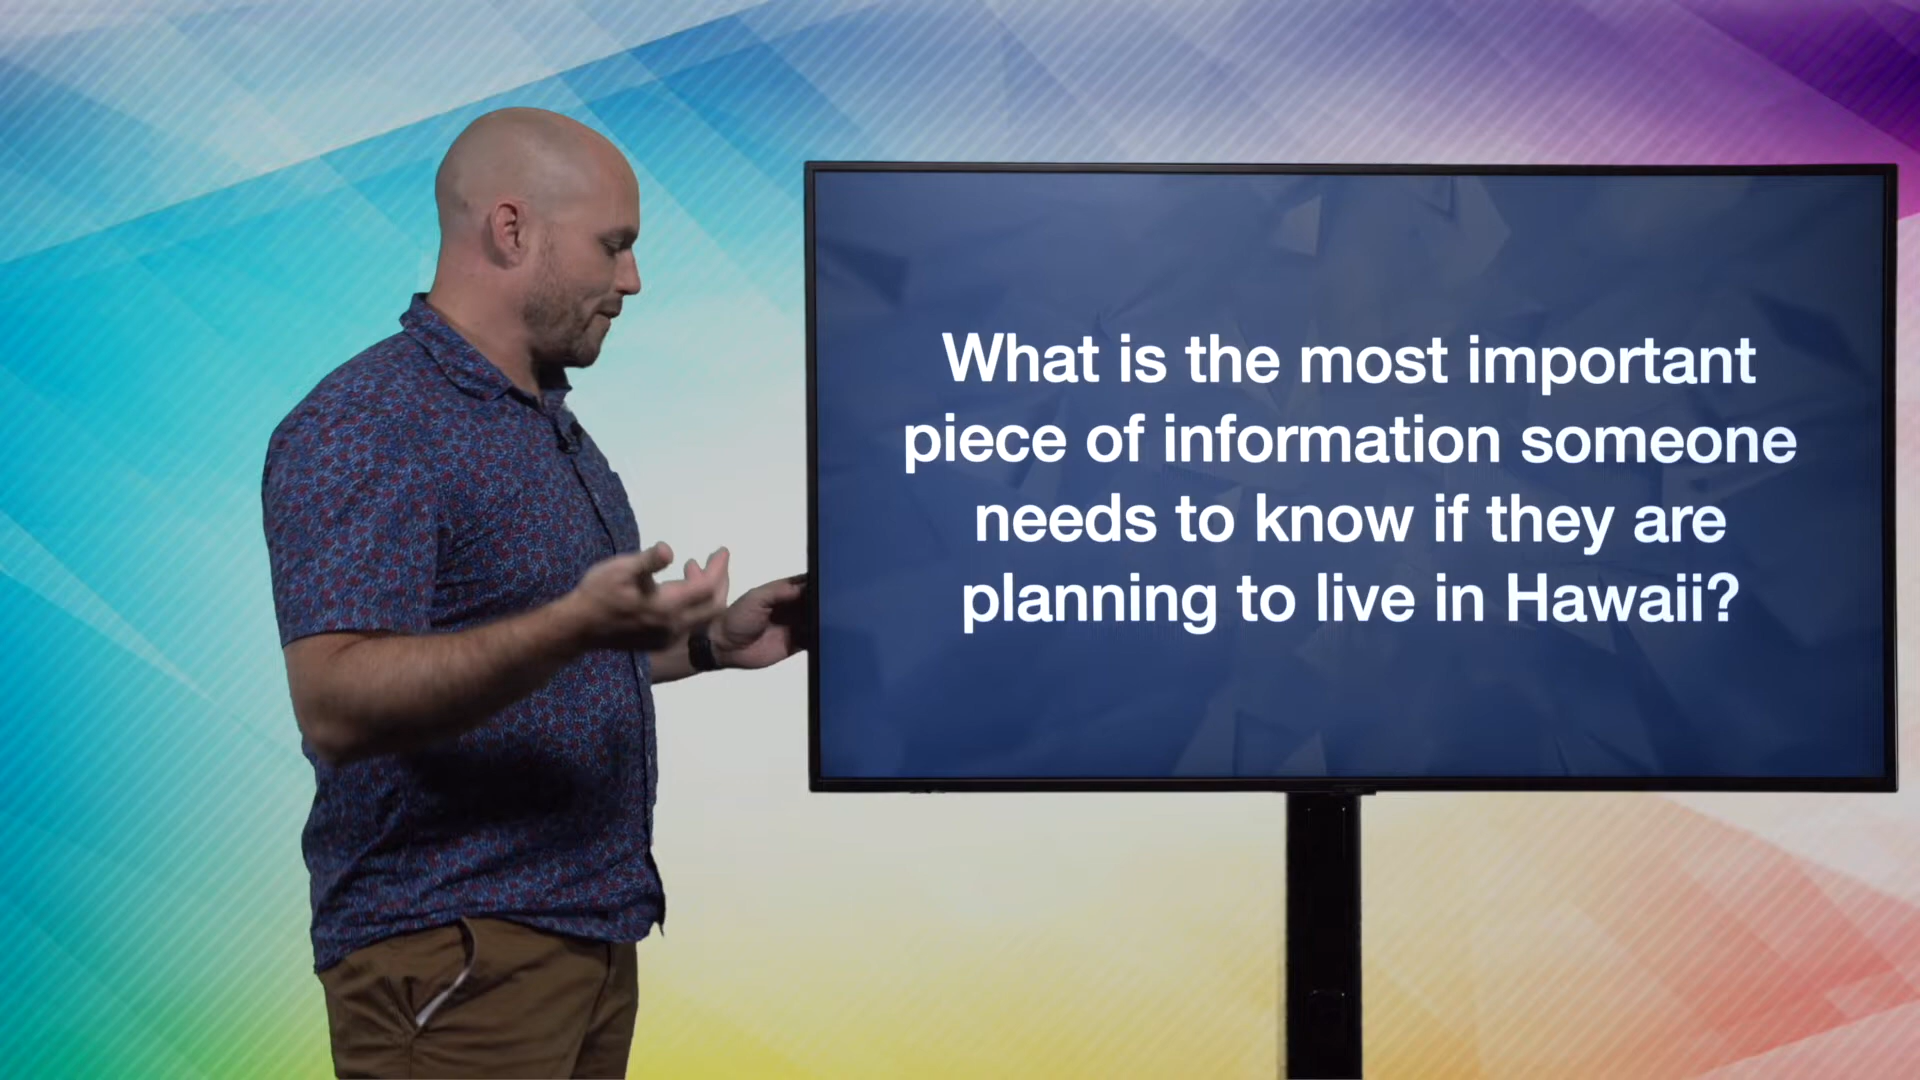 What is the most important
piece of information someone
needs to know if they are
planning to live in Hawaii?